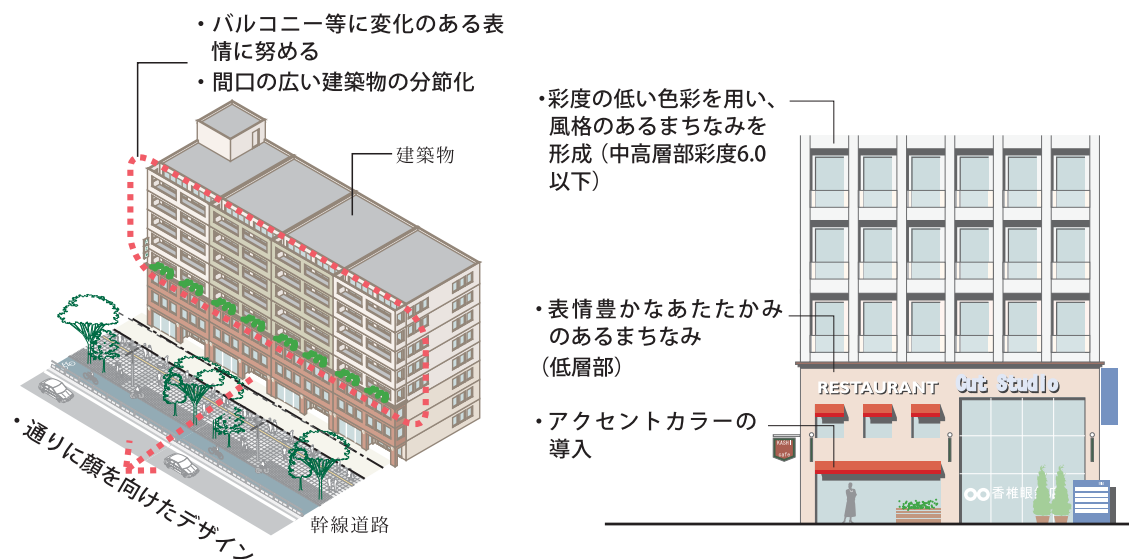 ・バルコニー等に変化のある表
情に努める
・間口の広い建築物の分節化
建築物
・通りに顔を向けたデザイン
幹線道路
・彩度の低い色彩を用い、
風格のあるまちなみを
形成（中高層部彩度6.0
以下）
・表情豊かなあたたかみ
のあるまちなみ
（低層部）
・アクセントカラーの
導入
RESTAURANT
Cut Studio
KASHI
cafe
香椎眼